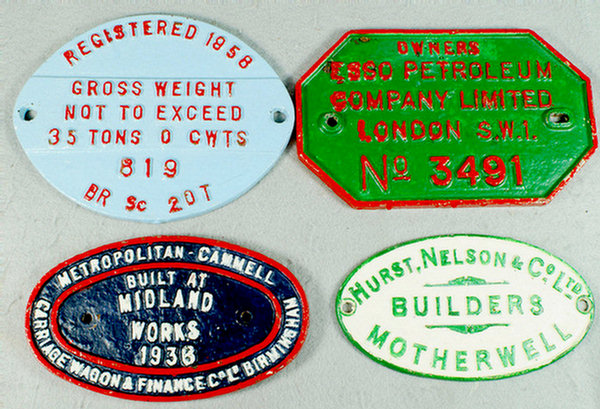 REGISTERED 1958
GROSS WEIGHT
NOT TO EXCEED
35 TONS 0 CWTS
819
BR Sc 20T
OWNERS
ESSO PETROLEUM
COMPANY LIMITED
LONDON S.W.1.
No 3491
METROPOLITAN-CAMMELL
BUILT AT
MIDLAND
WORKS
1936
CARRIAGE WAGON & FINANCE Co Ld BIRMINGHAM
HURST, NELSON & Co LTD
BUILDERS
MOTHERWELL